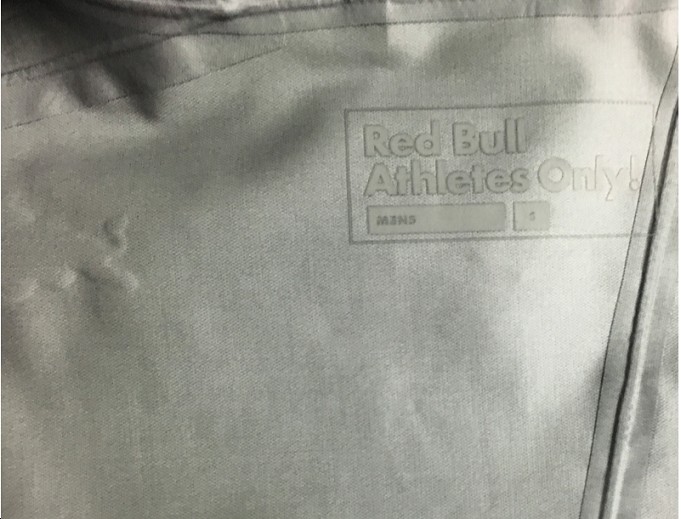 Red Bull
Athletes Only!
MENS